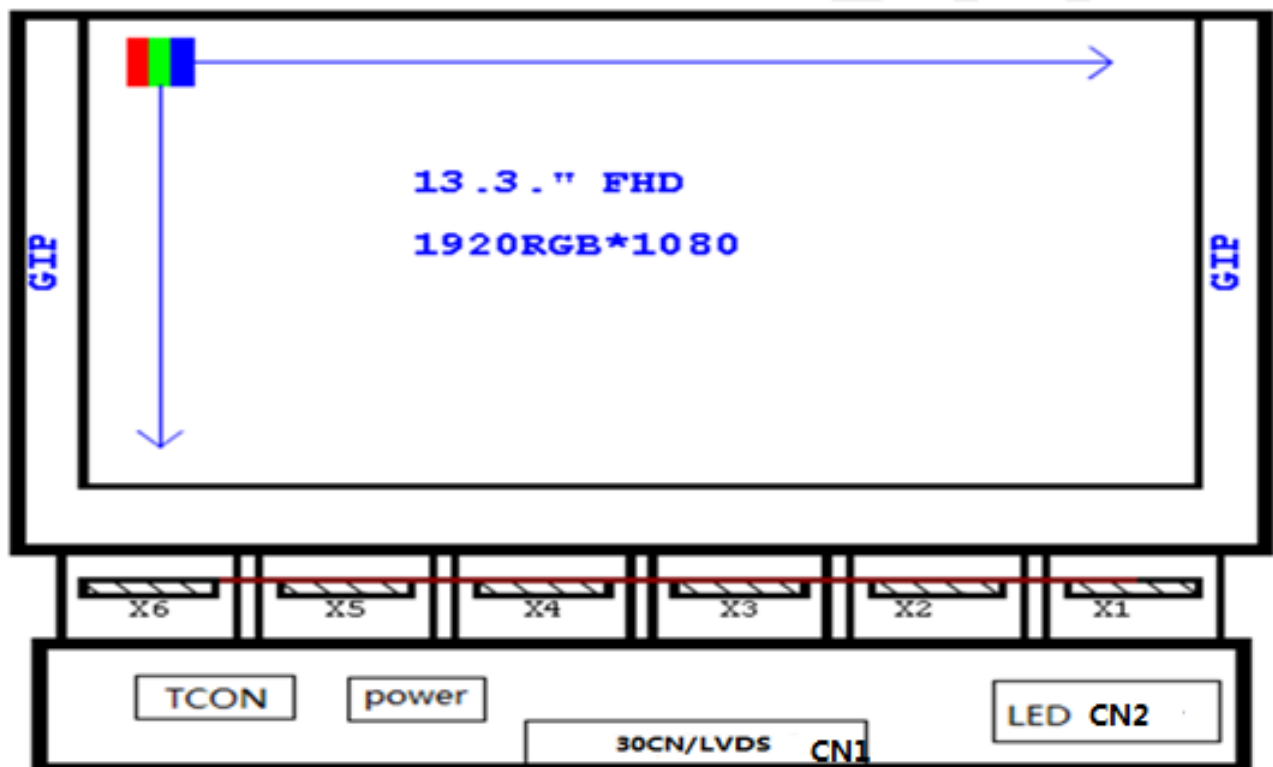 13.3." FHD
1920RGB*1080
GIP
GIP
X6 X5 X4 X3 X2 X1
TCON power LED CN2
30CN/LVDS CN1